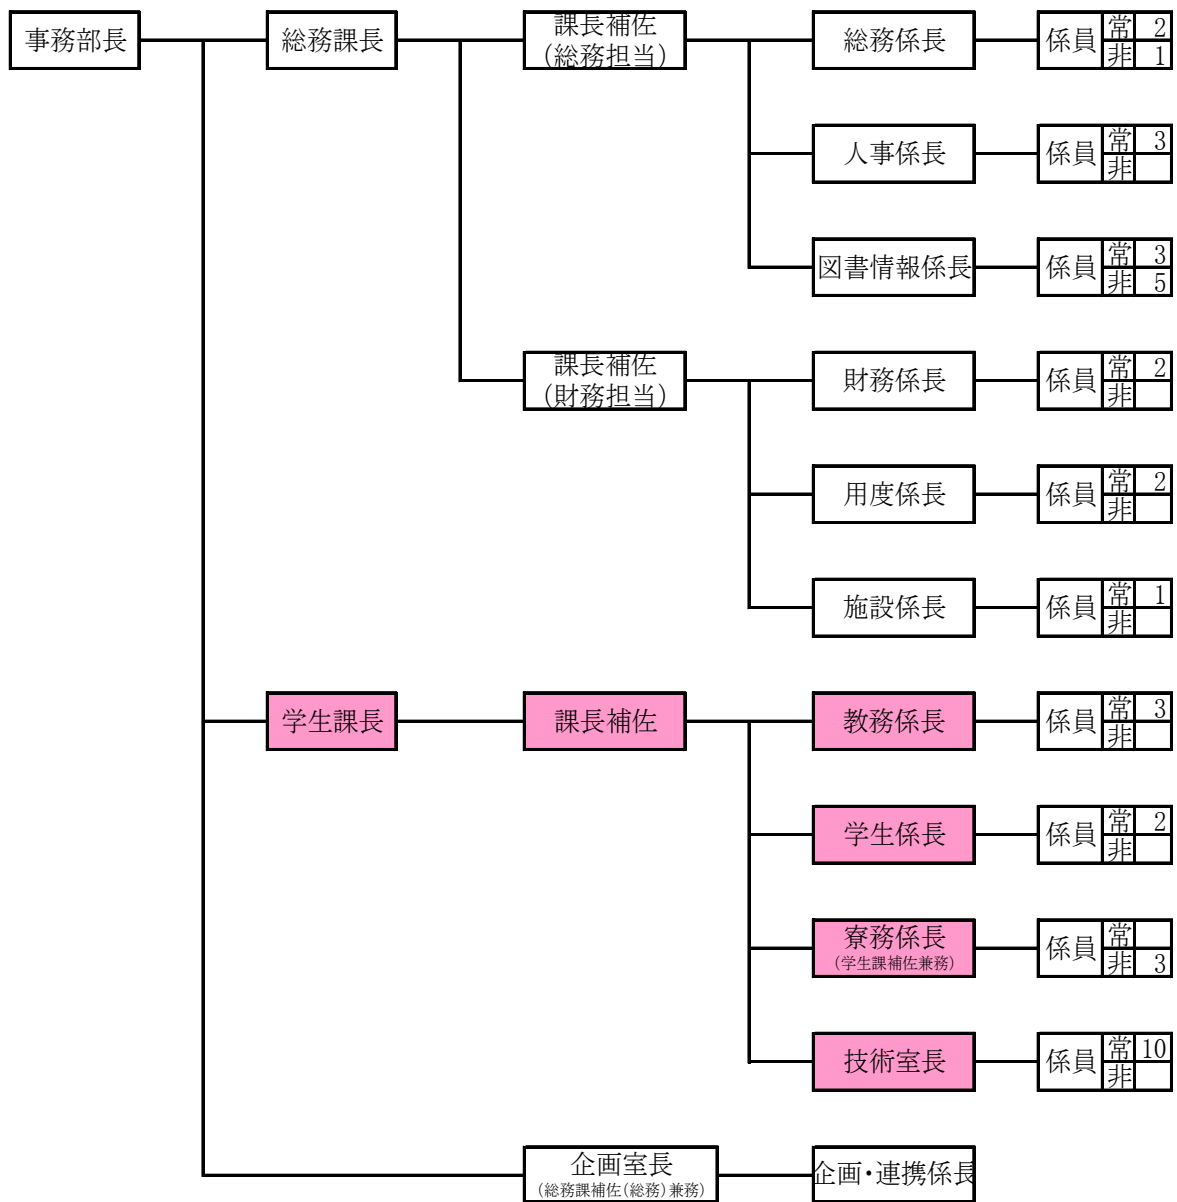 事務部長
総務課長
課長補佐
(総務担当)
総務係長
係員
常 2
非 1
人事係長
係員
常 3
非
図書情報係長
係員
常 3
非 5
課長補佐
(財務担当)
財務係長
係員
常 2
非
用度係長
係員
常 2
非
施設係長
係員
常 1
非
学生課長
課長補佐
教務係長
係員
常 3
非
学生係長
係員
常 2
非
寮務係長
(学生課補佐兼務)
係員
常
非 3
技術室長
係員
常 10
非
企画室長
(総務課補佐(総務)兼務)
企画・連携係長